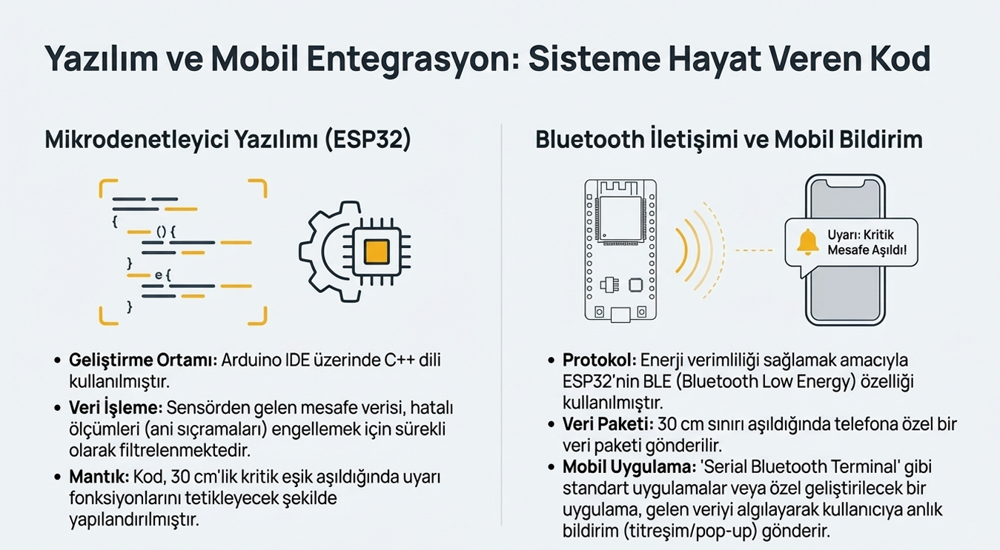 Yazılım ve Mobil Entegrasyon: Sisteme Hayat Veren Kod
Mikrodenetleyici Yazılımı (ESP32)
{
() {
}
e {
}
• Geliştirme Ortamı: Arduino IDE üzerinde C++ dili
kullanılmıştır.
• Veri İşleme: Sensörden gelen mesafe verisi, hatalı
ölçümleri (ani sıçramaları) engellemek için sürekli
olarak filtrelenmektedir.
• Mantık: Kod, 30 cm'lik kritik eşik aşıldığında uyarı
fonksiyonlarını tetikleyecek şekilde
yapılandırılmıştır.
Bluetooth İletişimi ve Mobil Bildirim
Uyarı: Kritik
Mesafe Aşıldı!
• Protokol: Enerji verimliliği sağlamak amacıyla
ESP32'nin BLE (Bluetooth Low Energy) özelliği
kullanılmıştır.
• Veri Paketi: 30 cm sınırı aşıldığında telefona özel bir
veri paketi gönderilir.
• Mobil Uygulama: 'Serial Bluetooth Terminal' gibi
standart uygulamalar veya özel geliştirilecek bir
uygulama, gelen veriyi algılayarak kullanıcıya anlık
bildirim (titreşim/pop-up) gönderir.